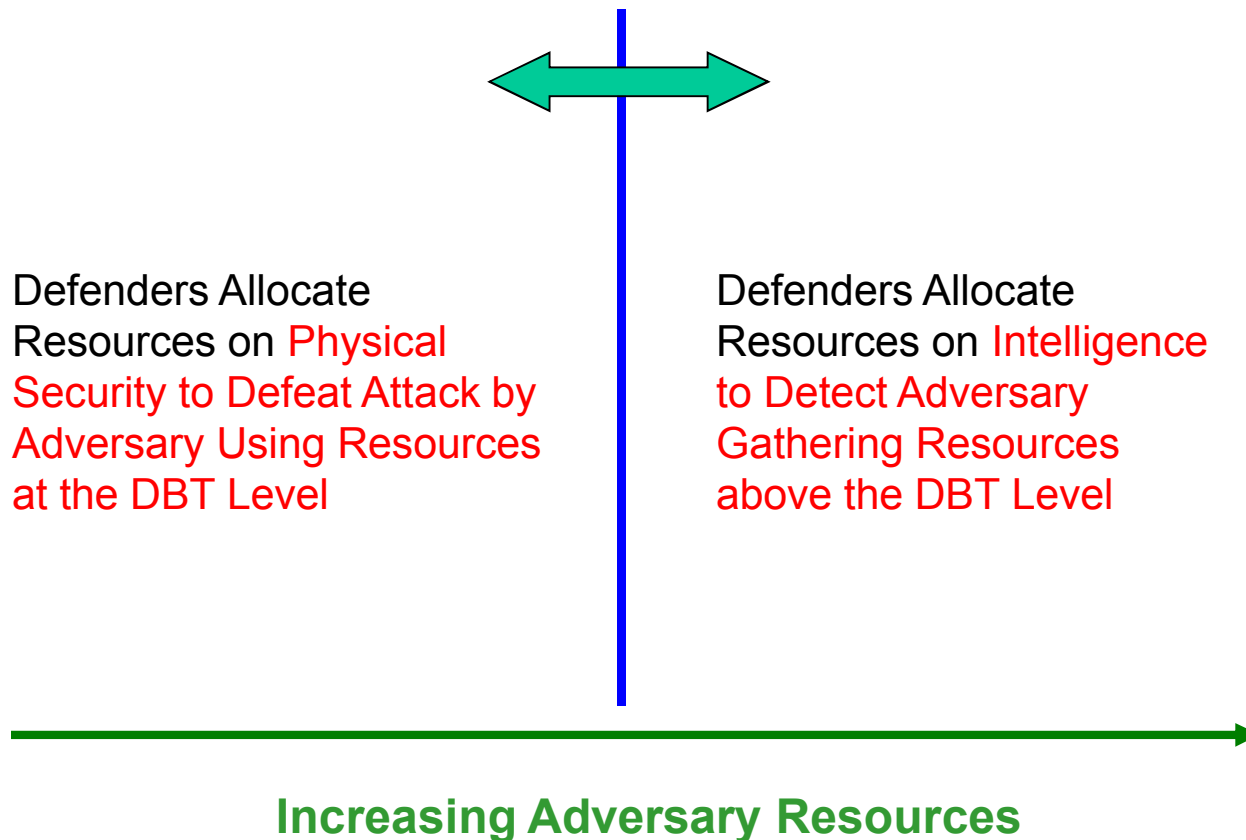 Defenders Allocate
Resources on Physical
Security to Defeat Attack by
Adversary Using Resources
at the DBT Level
Defenders Allocate
Resources on Intelligence
to Detect Adversary
Gathering Resources
above the DBT Level
Increasing Adversary Resources